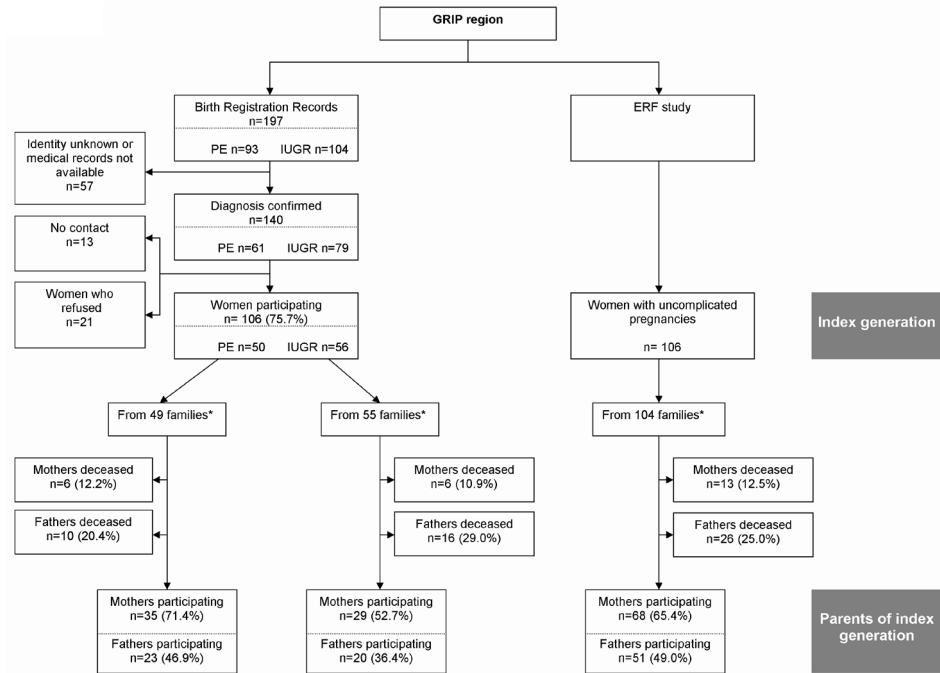 GRIP region
Birth Registration Records
n=197
PE n=93 IUGR n=104
ERF study
Identity unknown or
medical records not
available
n=57
Diagnosis confirmed
n=140
PE n=61 IUGR n=79
No contact
n=13
Women who
refused
n=21
Women participating
n= 106 (75.7%)
PE n=50 IUGR n=56
Women with uncomplicated
pregnancies
n= 106
Index generation
From 49 families*
From 55 families*
From 104 families*
Mothers deceased
n=6 (12.2%)
Mothers deceased
n=6 (10.9%)
Mothers deceased
n=13 (12.5%)
Fathers deceased
n=10 (20.4%)
Fathers deceased
n=16 (29.0%)
Fathers deceased
n=26 (25.0%)
Mothers participating
n=35 (71.4%)
Fathers participating
n=23 (46.9%)
Mothers participating
n=29 (52.7%)
Fathers participating
n=20 (36.4%)
Mothers participating
n=68 (65.4%)
Fathers participating
n=51 (49.0%)
Parents of index
generation